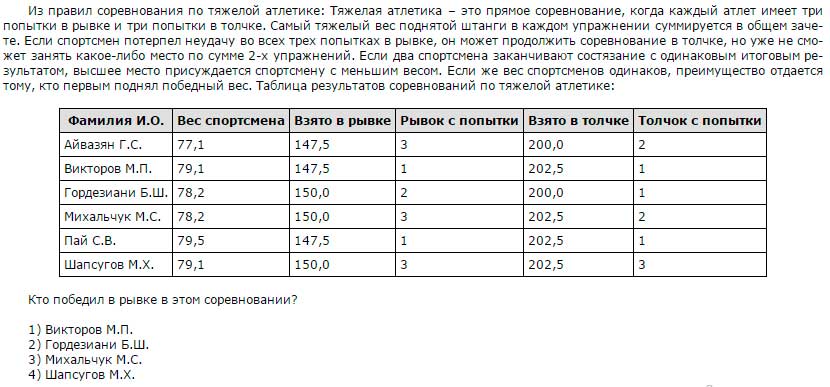 Из правил соревнования по тяжелой атлетике: Тяжелая атлетика – это прямое соревнование, когда каждый атлет имеет три
попытки в рывке и три попытки в толчке. Самый тяжелый вес поднятой штанги в каждом упражнении суммируется в общем заче-
те. Если спортсмен потерпел неудачу во всех трех попытках в рывке, он может продолжить соревнование в толчке, но уже не смо-
жет занять какое-либо место по сумме 2-х упражнений. Если два спортсмена заканчивают состязание с одинаковым итоговым ре-
зультатом, высшее место присуждается спортсмену с меньшим весом. Если же вес спортсменов одинаков, преимущество отдается
тому, кто первым поднял победный вес. Таблица результатов соревнований по тяжелой атлетике:
Фамилия И.О. Вес спортсмена Взято в рывке Рывок с попытки Взято в толчке Толчок с попытки
Айвазян Г.С. 77,1 147,5 3 200,0 2
Викторов М.П. 79,1 147,5 1 202,5 1
Гордезиани Б.Ш. 78,2 150,0 2 200,0 1
Михальчук М.С. 78,2 150,0 3 202,5 2
Пай С.В. 79,5 147,5 1 202,5 1
Шапсугов М.Х. 79,1 150,0 3 202,5 3
Кто победил в рывке в этом соревновании?
1) Викторов М.П.
2) Гордезиани Б.Ш.
3) Михальчук М.С.
4) Шапсугов М.Х.